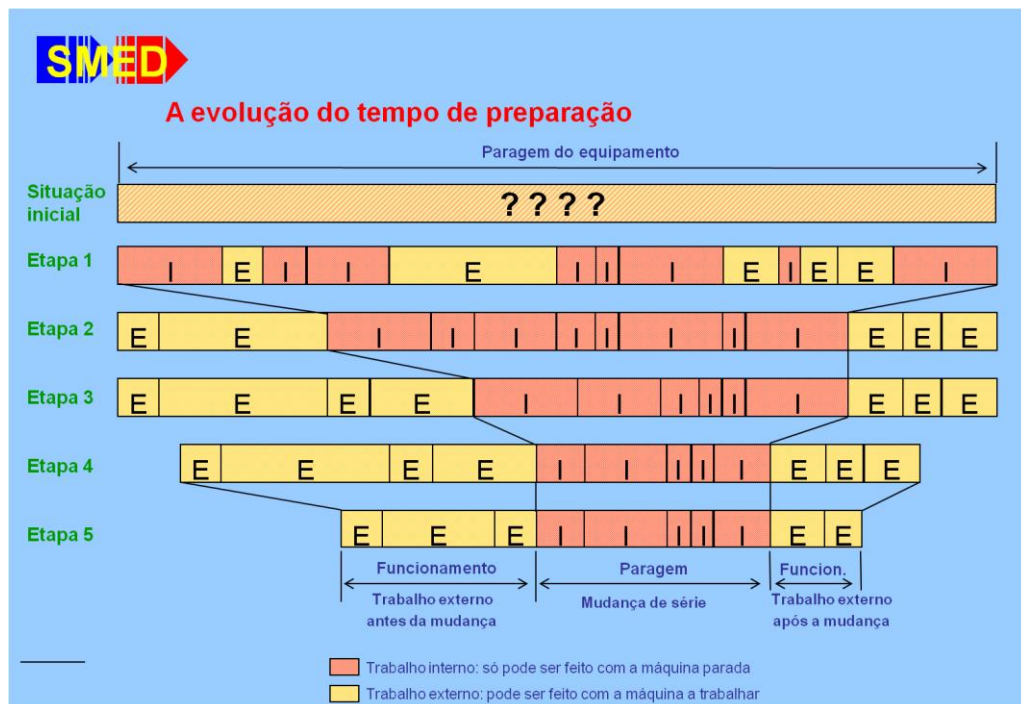 SMED
A evolução do tempo de preparação
Paragem do equipamento
Situação
inicial
? ? ? ?
Etapa 1
I E I I E I I I E I E E I
Etapa 2
E E I I I I I I I I E E E
Etapa 3
E E E E I I I I I I E E E
Etapa 4
E E E E I I I I I E E E
Etapa 5
E E E I I I I I E E
Funcionamento
Paragem
Funcion.
Trabalho externo
antes da mudança
Mudança de série
Trabalho externo
após a mudança
Trabalho interno: só pode ser feito com a máquina parada
Trabalho externo: pode ser feito com a máquina a trabalhar